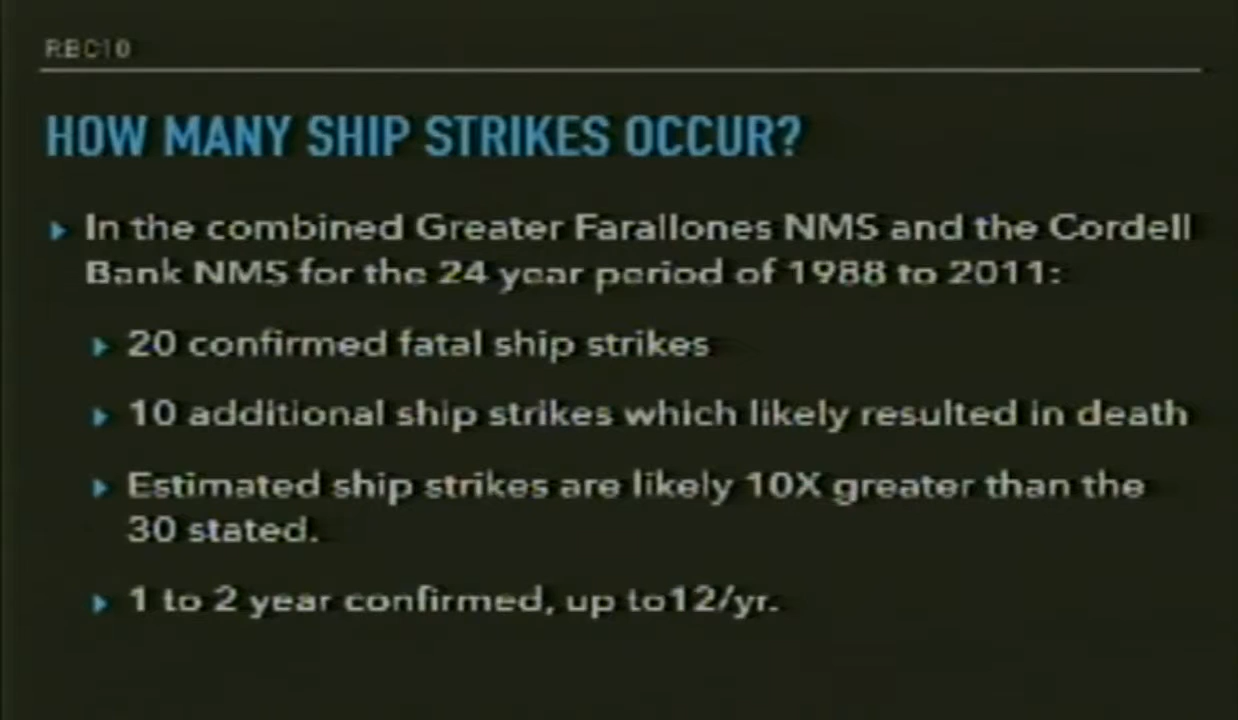 RBC10
HOW MANY SHIP STRIKES OCCUR?
In the combined Greater Farallones NMS and the Cordell
Bank NMS for the 24 year period of 1988 to 2011:
20 confirmed fatal ship strikes
10 additional ship strikes which likely resulted in death
Estimated ship strikes are likely 10X greater than the
30 stated.
1 to 2 year confirmed, up to12/yr.